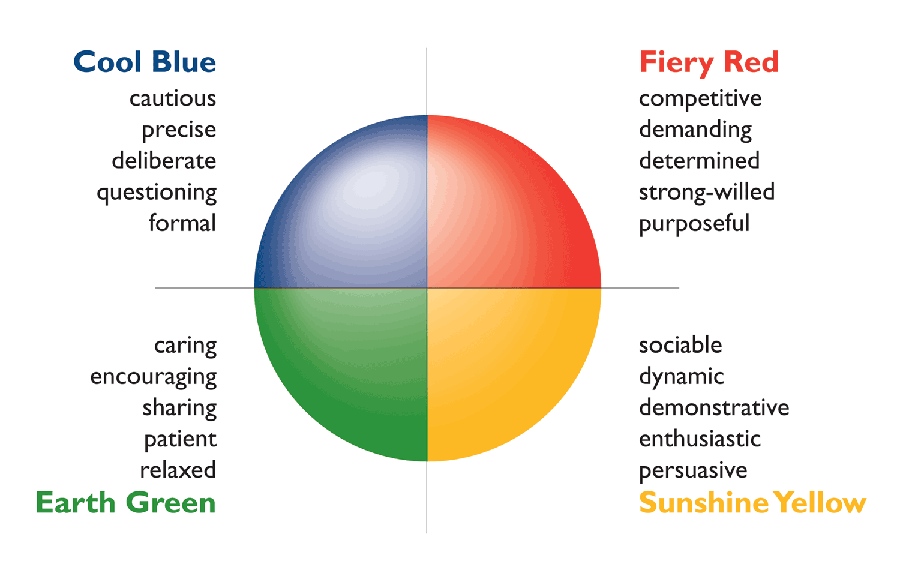 Cool Blue
cautious
precise
deliberate
questioning
formal
Fiery Red
competitive
demanding
determined
strong-willed
purposeful
caring
encouraging
sharing
patient
relaxed
Earth Green
sociable
dynamic
demonstrative
enthusiastic
persuasive
Sunshine Yellow